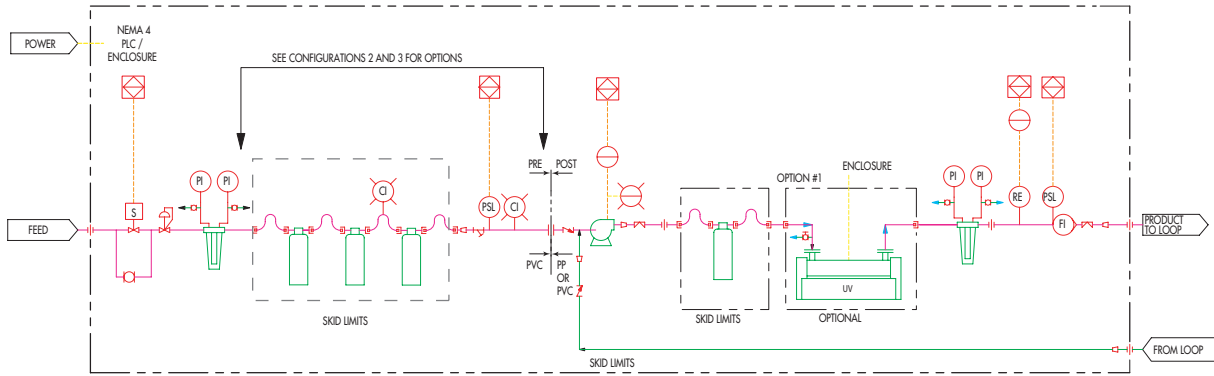 POWER
NEMA 4
PLC /
ENCLOSURE
SEE CONFIGURATIONS 2 AND 3 FOR OPTIONS
S
PI
PI
CI
PSL
CI
PRE
POST
PVC
PP
OR
PVC
OPTION #1
ENCLOSURE
UV
PI
PI
RE
PSL
FI
FEED
PRODUCT
TO LOOP
SKID LIMITS
SKID LIMITS
OPTIONAL
FROM LOOP
SKID LIMITS